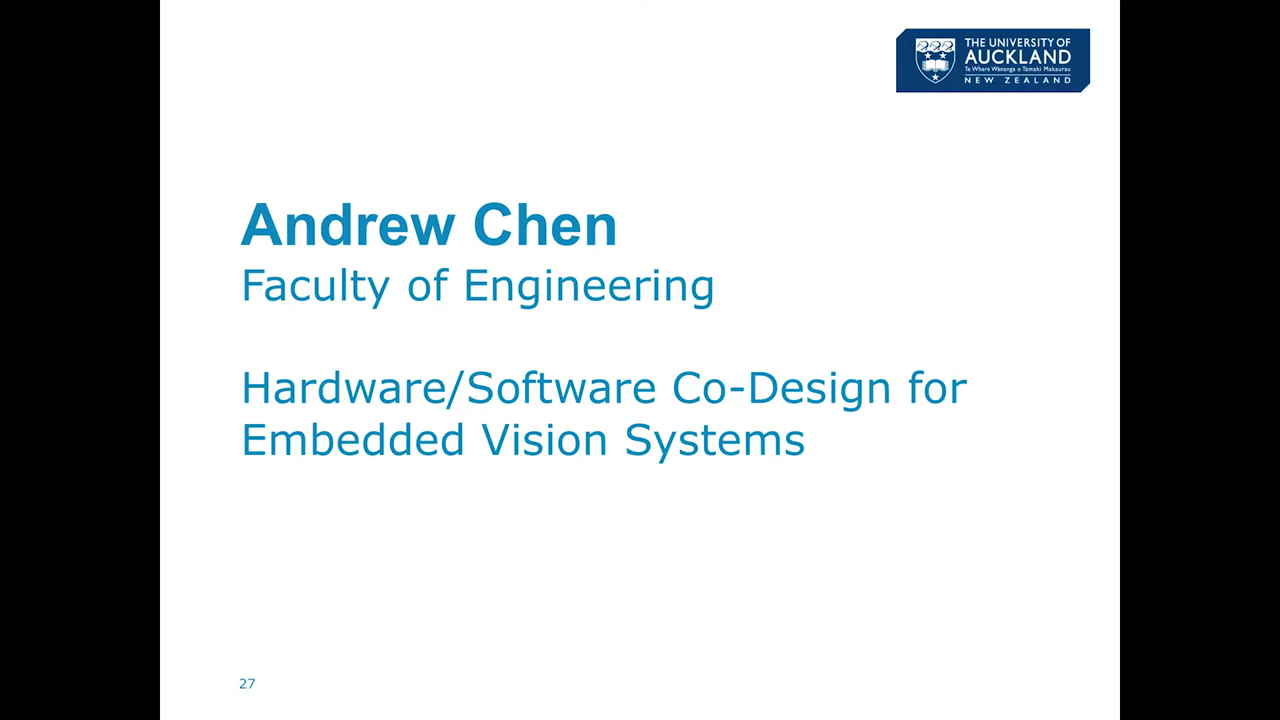 THE UNIVERSITY OF
AUCKLAND
Te Whare Wānanga o Tāmaki Makaurau
NEW ZEALAND
Andrew Chen
Faculty of Engineering
Hardware/Software Co-Design for
Embedded Vision Systems
27